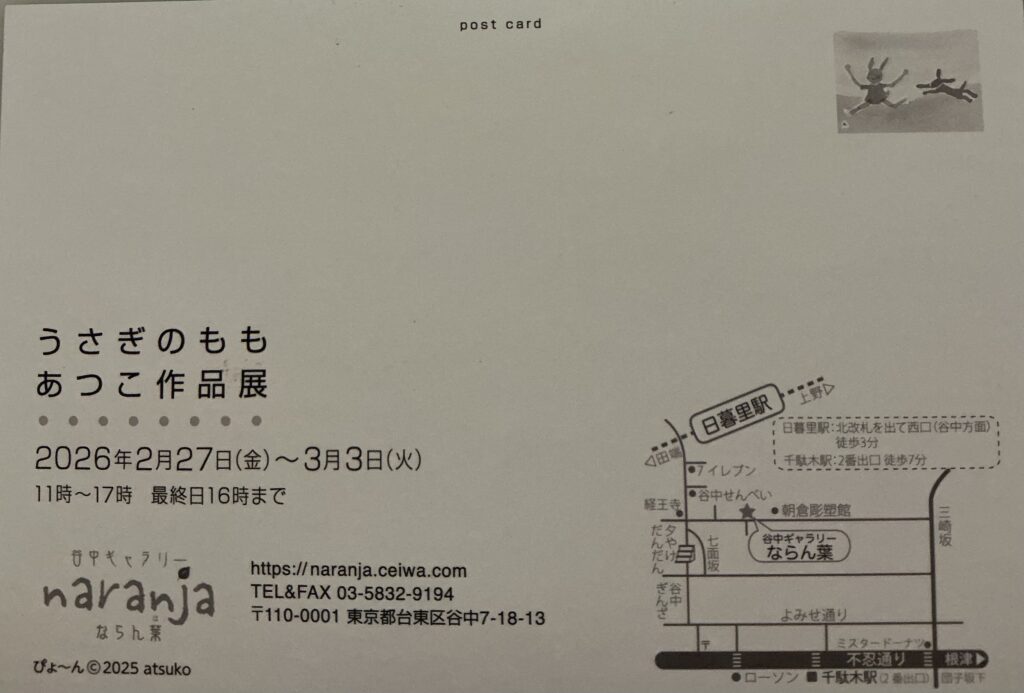 post card
うさぎのもも
あつこ作品展
2026年2月27日(金)～3月3日(火)
11時～17時 最終日16時まで
谷中ギャラリー
naranja
ならん葉
https://naranja.ceiwa.com
TEL&FAX 03-5832-9194
〒110-0001 東京都台東区谷中7-18-13
ぴょ～ん©2025 atsuko
上野▷
日暮里駅
◁田端
日暮里駅:北改札を出て西口(谷中方面)
徒歩3分
千駄木駅:2番出口 徒歩7分
●7イレブン
●谷中せんべい
経王寺
●朝倉彫塑館
谷中ギャラリー
ならん葉
三崎坂
夕やけ
だんだん
七面坂
谷中
ぎんざ
よみせ通り
〒
ミスタードーナツ●
不忍通り
根津▶
●ローソン
■千駄木駅(2番出口)
団子坂下